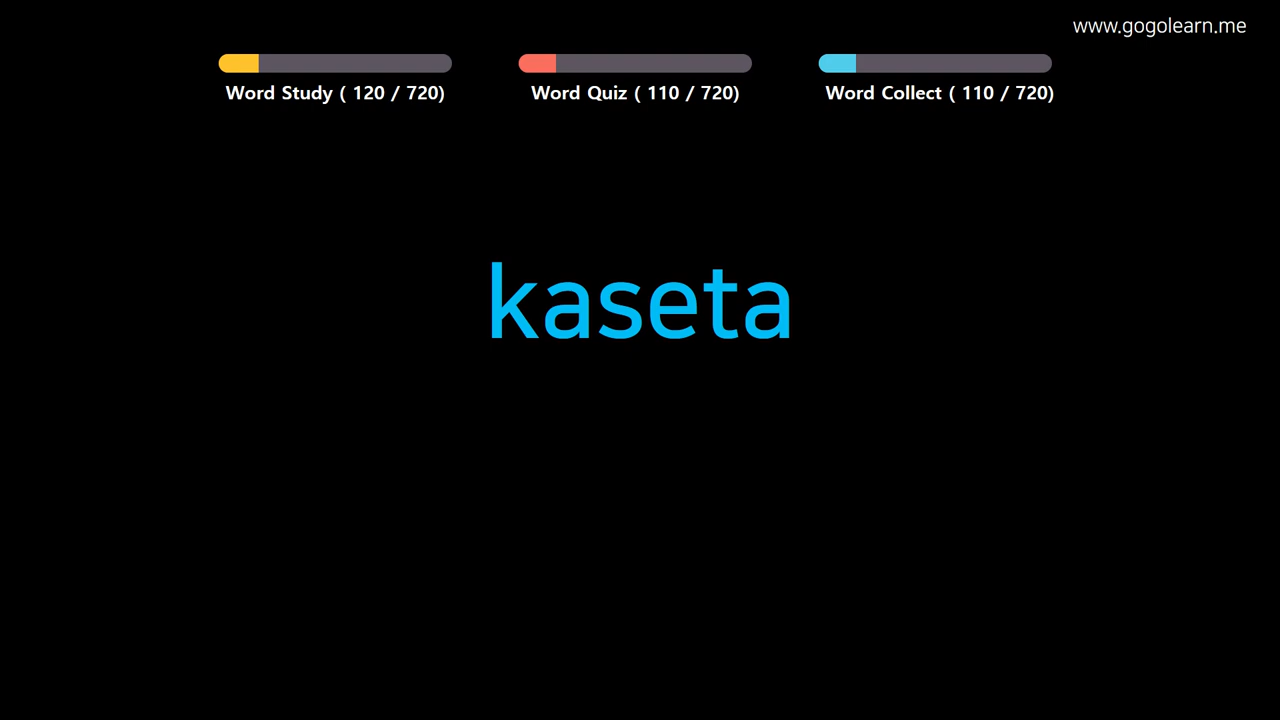 www.gogolearn.me
Word Study ( 120 / 720)
Word Quiz ( 110 / 720)
Word Collect ( 110 / 720)
kaseta